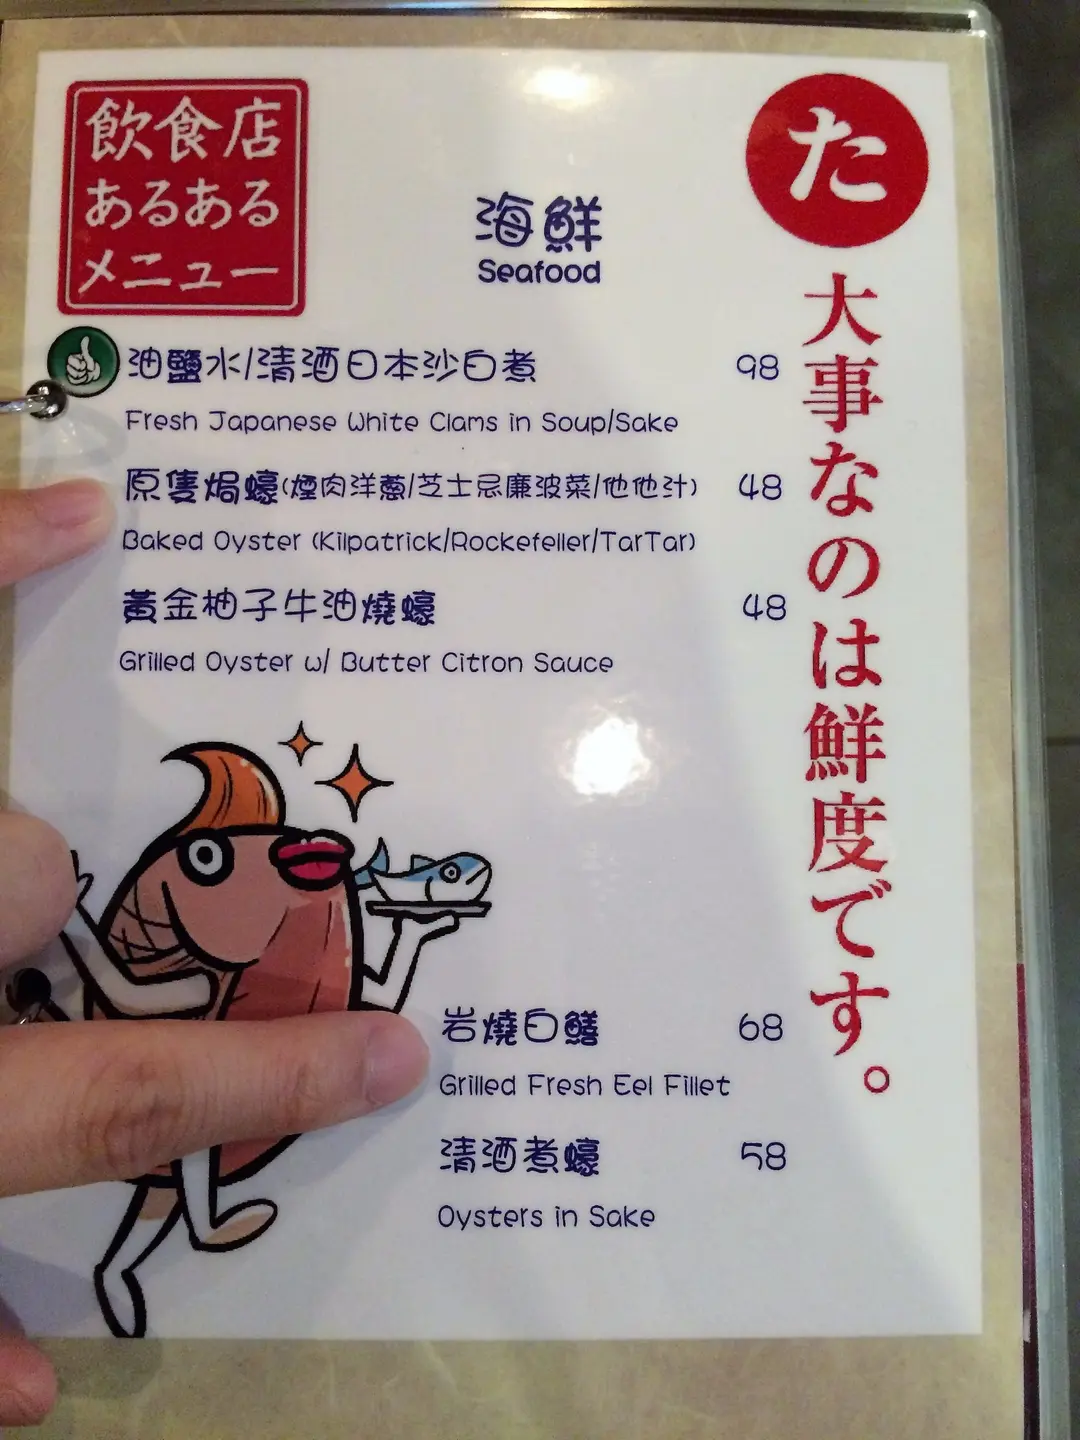 飲食店
あるある
メニュー
た
大事なのは鮮度です。
海鮮
Seafood
油鹽水/清酒日本沙白煮 98
Fresh Japanese White Clams in Soup/Sake
原隻焗蠔(煙肉洋蔥/芝士忌廉波菜/他他汁) 48
Baked Oyster (Kilpatrick/Rockefeller/TarTar)
黃金柚子牛油燒蠔 48
Grilled Oyster w/ Butter Citron Sauce
岩燒白鱔 68
Grilled Fresh Eel Fillet
清酒煮蠔 58
Oysters in Sake